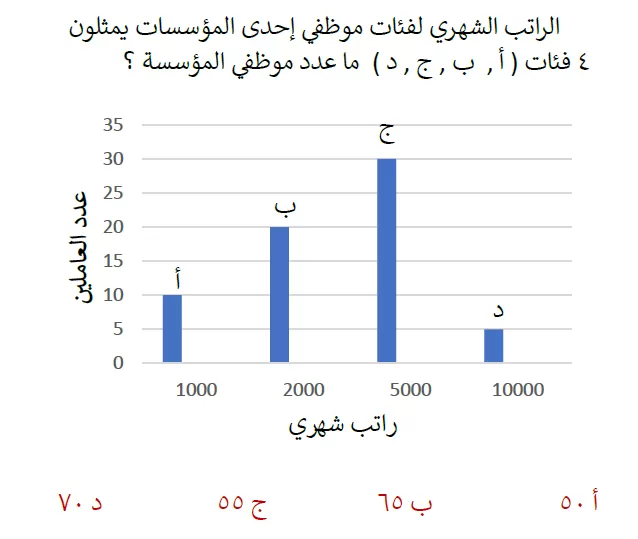 الراتب الشهري لفئات موظفي إحدى المؤسسات يمثلون
٤ فئات ( أ , ب , ج , د ) ما عدد موظفي المؤسسة ؟
35
30
25
20
15
10
5
0
عدد العاملين
أ
ب
ج
د
1000 2000 5000 10000
راتب شهري
أ ٥٠ ب ٦٥ ج ٥٥ د ٧٠